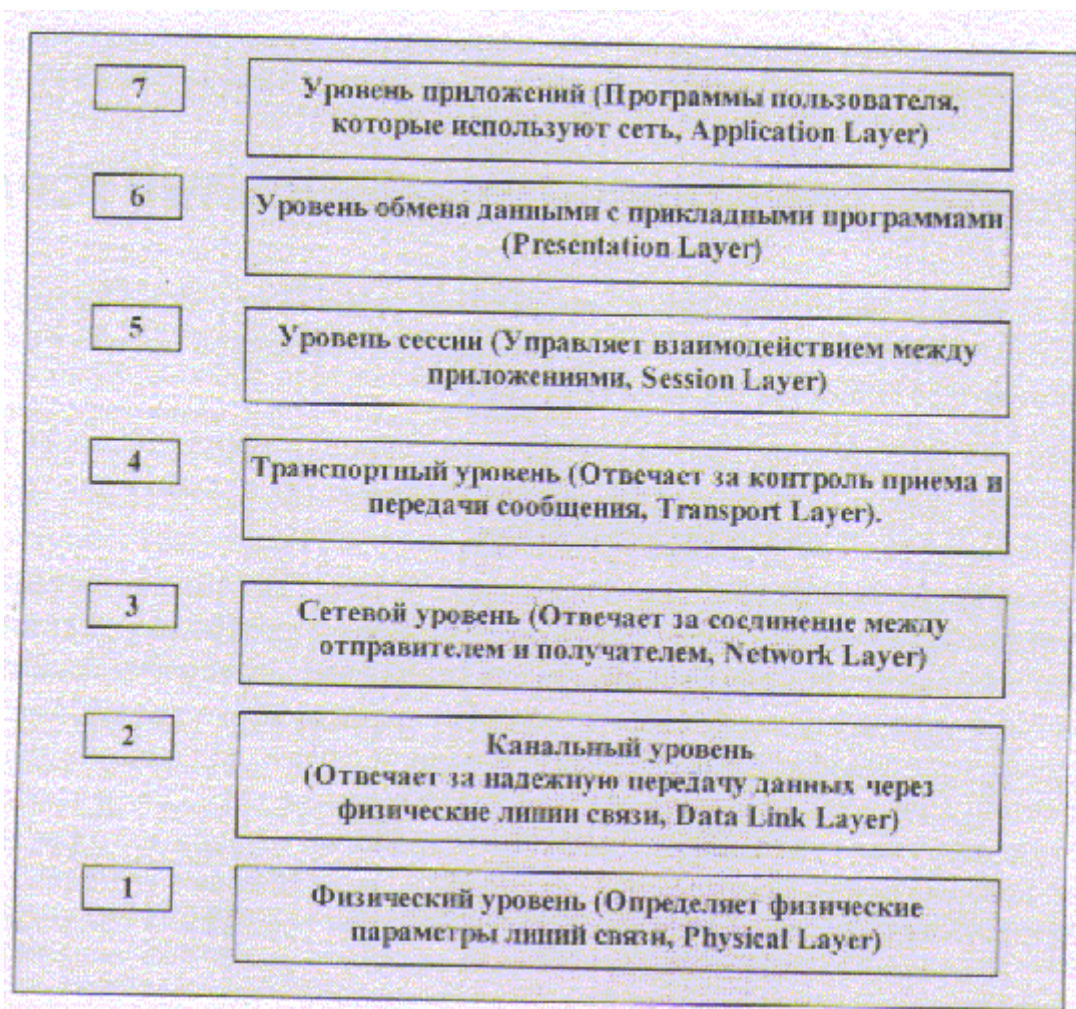 7
Уровень приложений (Программы пользователя,
которые используют сеть, Application Layer)
6
Уровень обмена данными с прикладными программами
(Presentation Layer)
5
Уровень сессии (Управляет взаимодействием между
приложениями, Session Layer)
4
Транспортный уровень (Отвечает за контроль приема и
передачи сообщения, Transport Layer).
3
Сетевой уровень (Отвечает за соединение между
отправителем и получателем, Network Layer)
2
Канальный уровень
(Отвечает за надежную передачу данных через
физические линии связи, Data Link Layer)
1
Физический уровень (Определяет физические
параметры линий связи, Physical Layer)